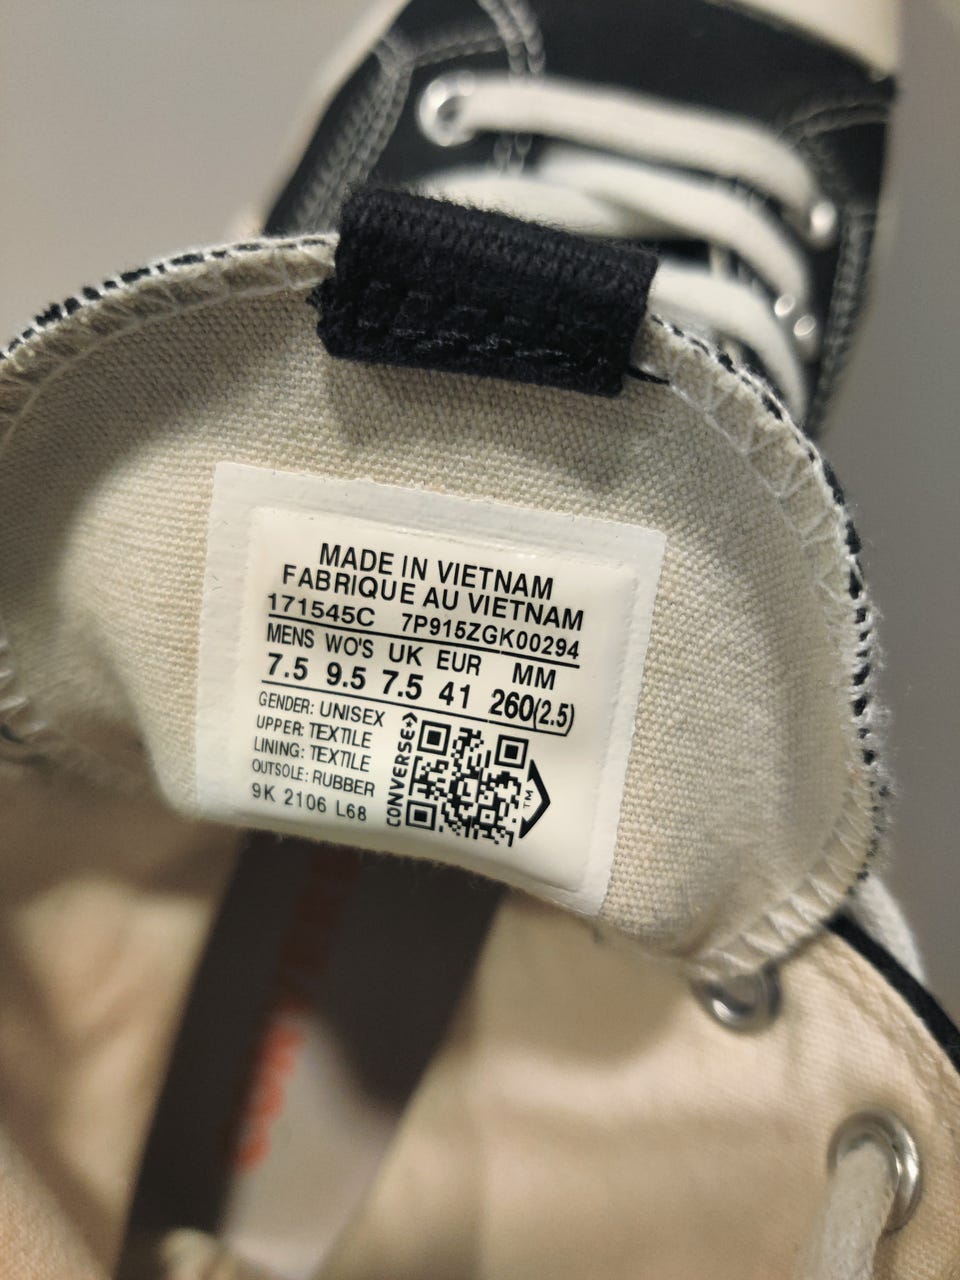 MADE IN VIETNAM
FABRIQUE AU VIETNAM
171545C 7P915ZGK00294
MENS WO'S UK EUR MM
7.5 9.5 7.5 41 260(2.5)
GENDER: UNISEX
UPPER: TEXTILE
LINING: TEXTILE
OUTSOLE: RUBBER
9K 2106 L68
CONVERSE
TM